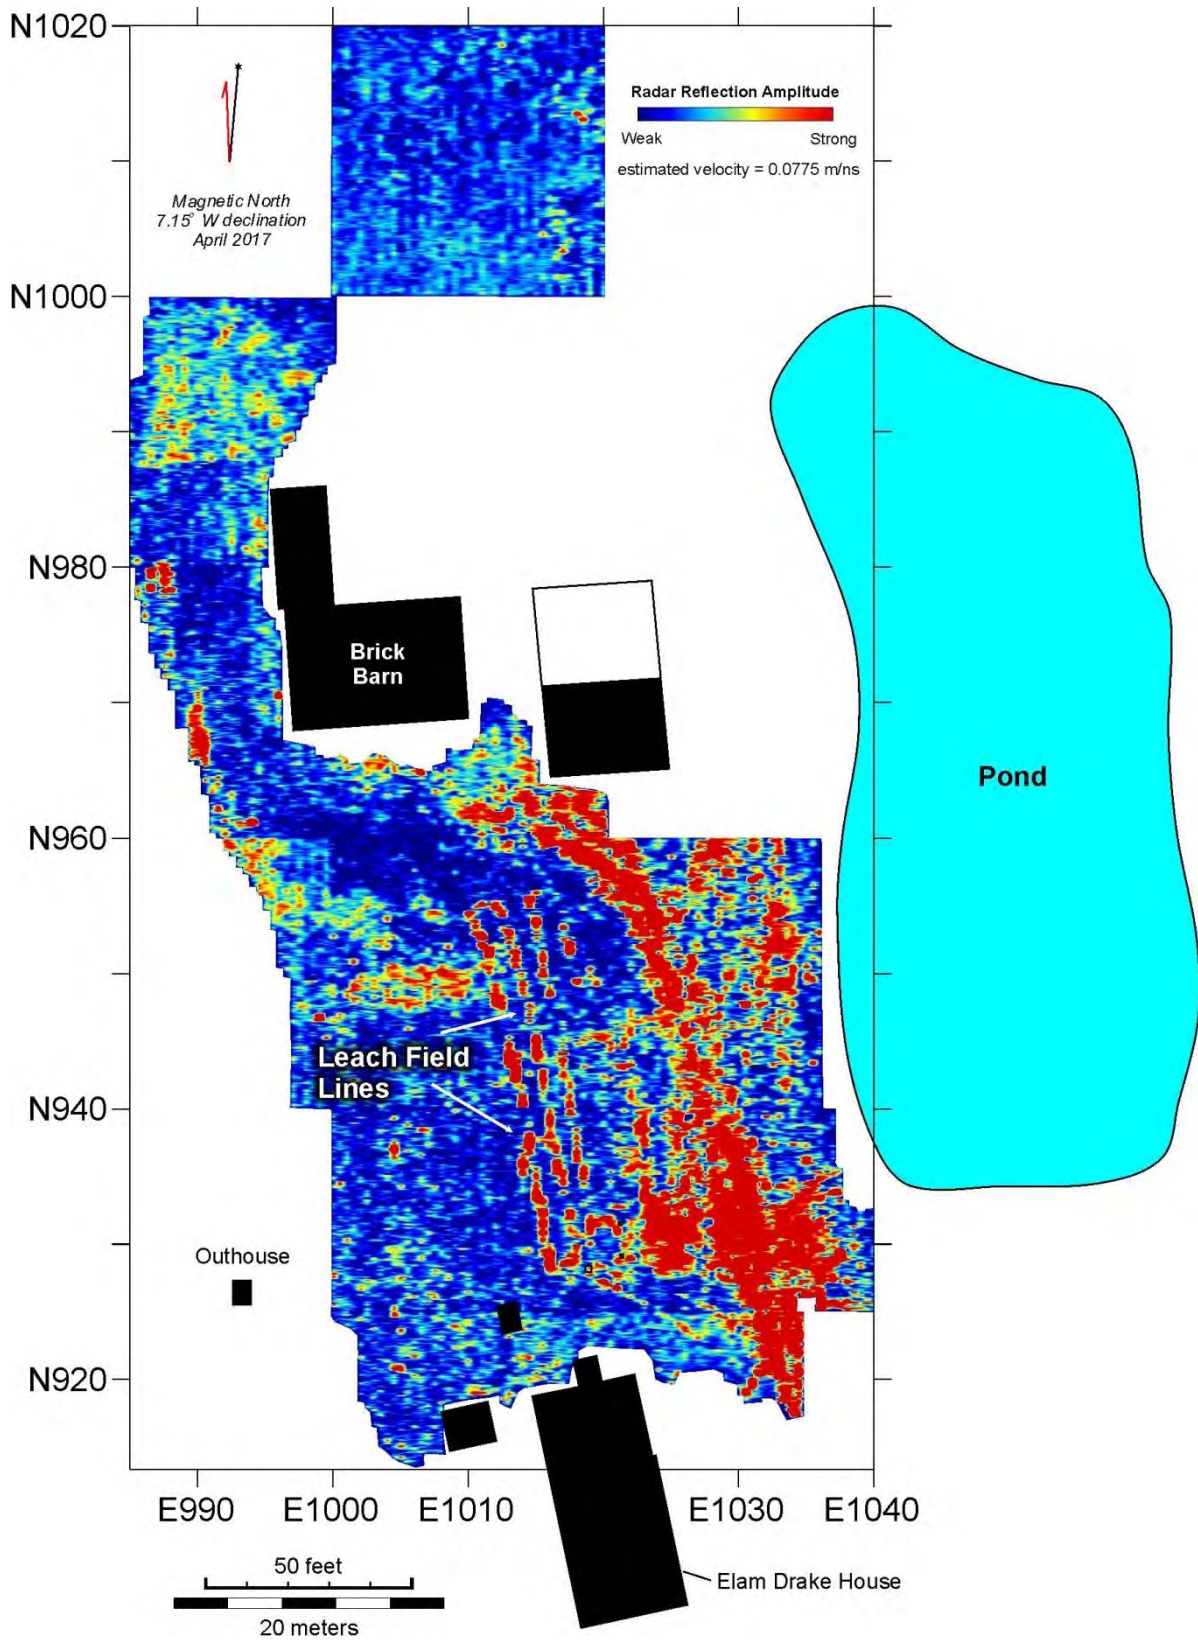 N1020
Radar Reflection Amplitude
Weak
Strong
estimated velocity = 0.0775 m/ns
Magnetic North
7.15° W declination
April 2017
N1000
N980
Brick
Barn
Pond
N960
Leach Field
Lines
N940
Outhouse
N920
E990
E1000
E1010
E1030
E1040
50 feet
20 meters
Elam Drake House